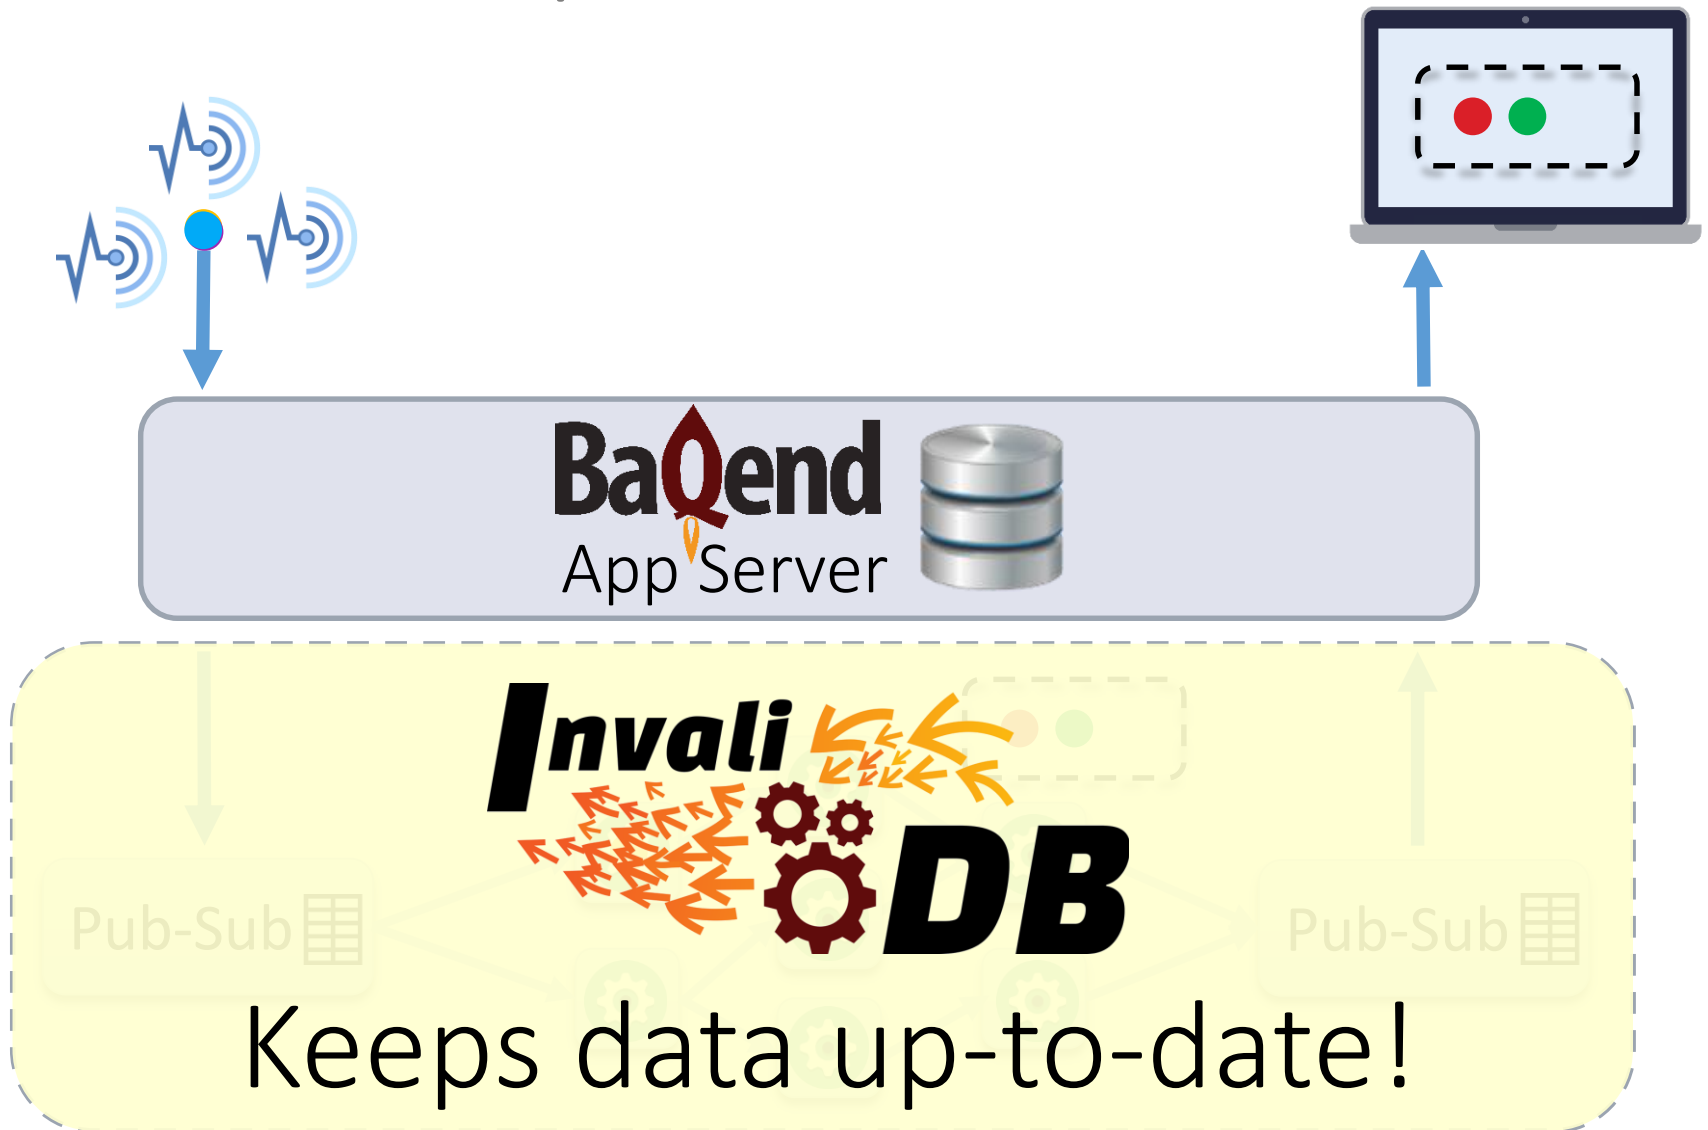 BaQend
App Server
Invali
DB
Pub-Sub
Pub-Sub
Keeps data up-to-date!